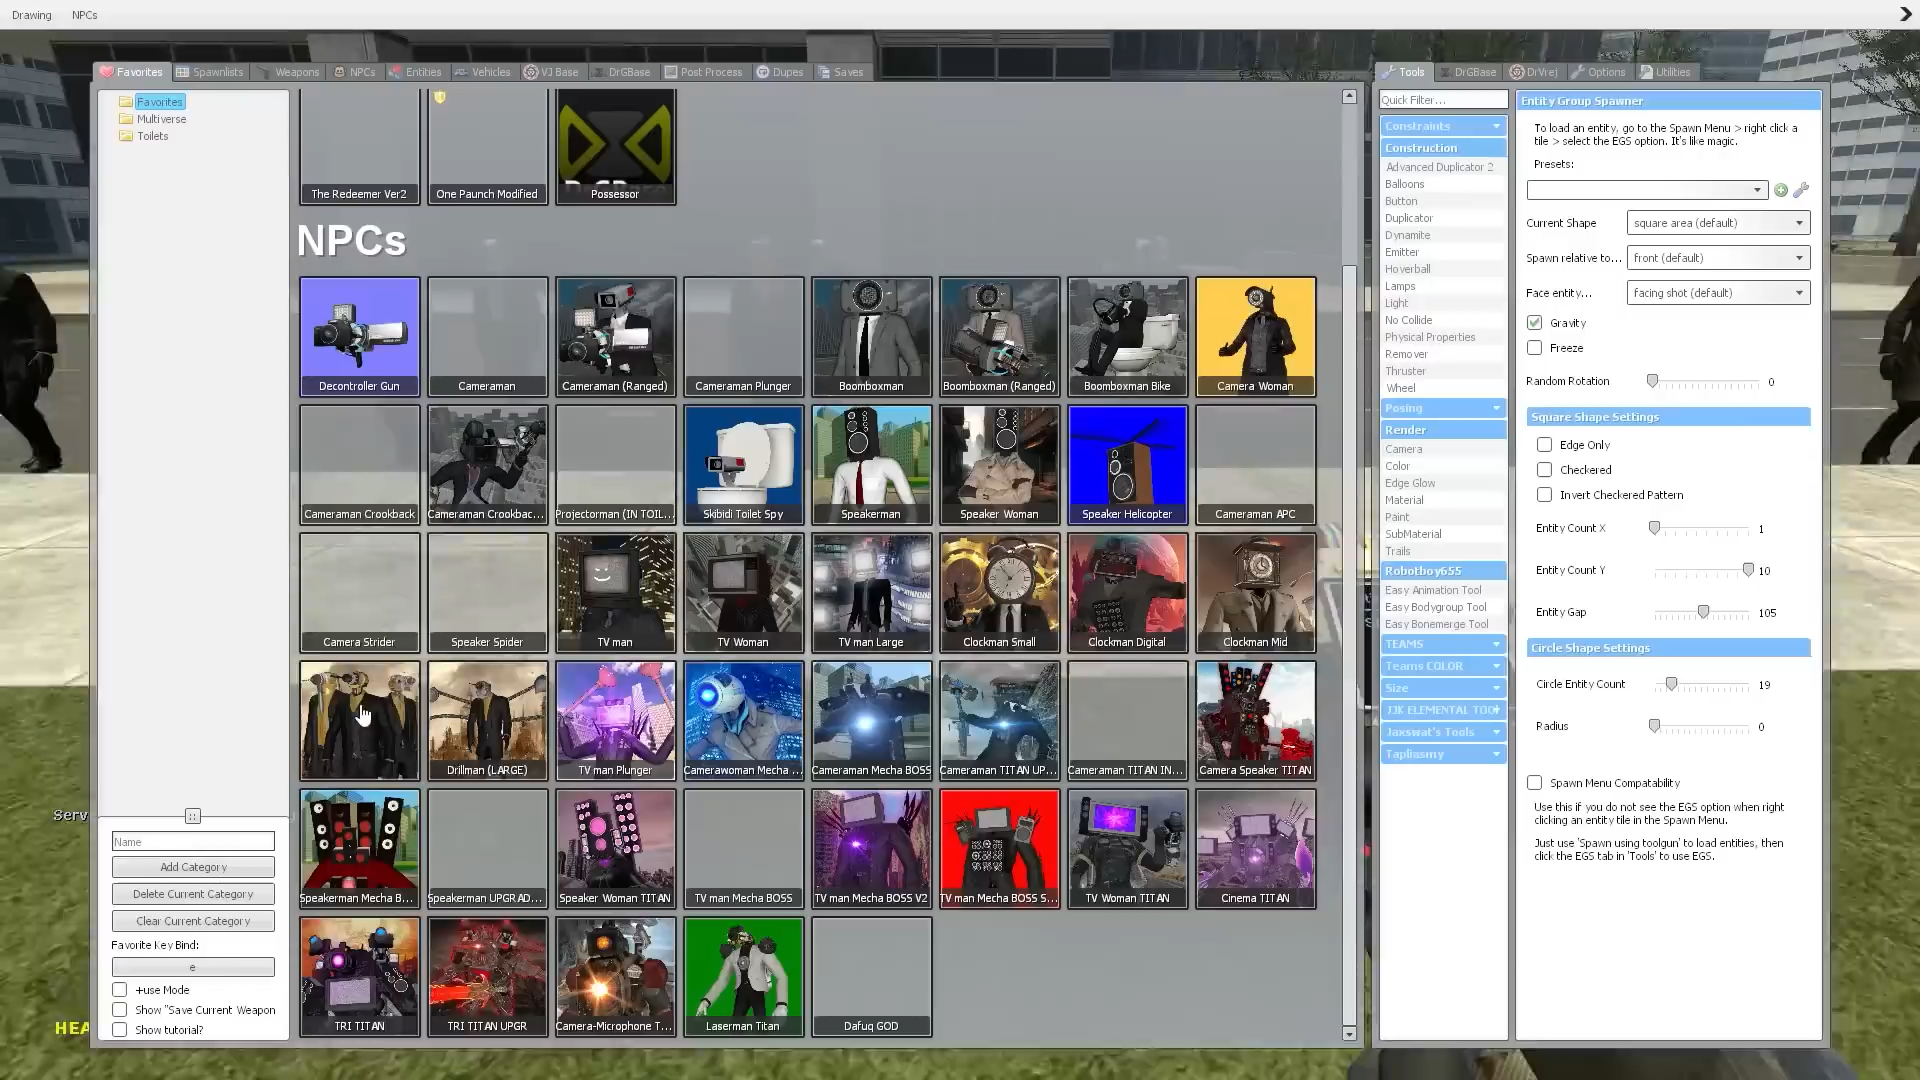 Drawing NPCs
Favorites Spawnlists Weapons NPCs Entities Vehicles VJ Base DrGBase Post Process Dupes Saves
Favorites
Multiverse
Toilets
The Redeemer Ver2 One Paunch Modified Possessor
NPCs
Decontroller Gun Cameraman Cameraman (Ranged) Cameraman Plunger Boomboxman Boomboxman (Ranged) Boomboxman Bike Camera Woman
Cameraman Crookback Cameraman Crookbac... Projectorman (IN TOIL... Skibidi Toilet Spy Speakerman Speaker Woman Speaker Helicopter Cameraman APC
Camera Strider Speaker Spider TV man TV Woman TV man Large Clockman Small Clockman Digital Clockman Mid
Drillman (LARGE) TV man Plunger Camerawoman Mecha ... Cameraman Mecha BOSS Cameraman TITAN UP... Cameraman TITAN IN... Camera Speaker TITAN
Speakerman Mecha B... Speakerman UPGRAD... Speaker Woman TITAN TV man Mecha BOSS TV man Mecha BOSS V2 TV man Mecha BOSS S... TV Woman TITAN Cinema TITAN
TRI TITAN TRI TITAN UPGR Camera-Microphone T... Laserman Titan Dafuq GOD
Serv
HEA
Name
Add Category
Delete Current Category
Clear Current Category
Favorite Key Bind:
e
+use Mode
Show "Save Current Weapon
Show tutorial?
Tools DrGBase DrVrej Options Utilities
Quick Filter...
Constraints
Construction
Advanced Duplicator 2
Balloons
Button
Duplicator
Dynamite
Emitter
Hoverball
Lamps
Light
No Collide
Physical Properties
Remover
Thruster
Wheel
Posing
Render
Camera
Color
Edge Glow
Material
Paint
SubMaterial
Trails
Robotboy655
Easy Animation Tool
Easy Bodygroup Tool
Easy Bonemerge Tool
TEAMS
Teams COLOR
Size
JJK ELEMENTAL TOO
Jaxswat's Tools
Tapliasmy
Entity Group Spawner
To load an entity, go to the Spawn Menu > right click a
tile > select the EGS option. It's like magic.
Presets:
Current Shape square area (default)
Spawn relative to... front (default)
Face entity... facing shot (default)
Gravity
Freeze
Random Rotation 0
Square Shape Settings
Edge Only
Checkered
Invert Checkered Pattern
Entity Count X 1
Entity Count Y 10
Entity Gap 105
Circle Shape Settings
Circle Entity Count 19
Radius 0
Spawn Menu Compatability
Use this if you do not see the EGS option when right
clicking an entity tile in the Spawn Menu.
Just use 'Spawn using toolgun' to load entities, then
click the EGS tab in 'Tools' to use EGS.